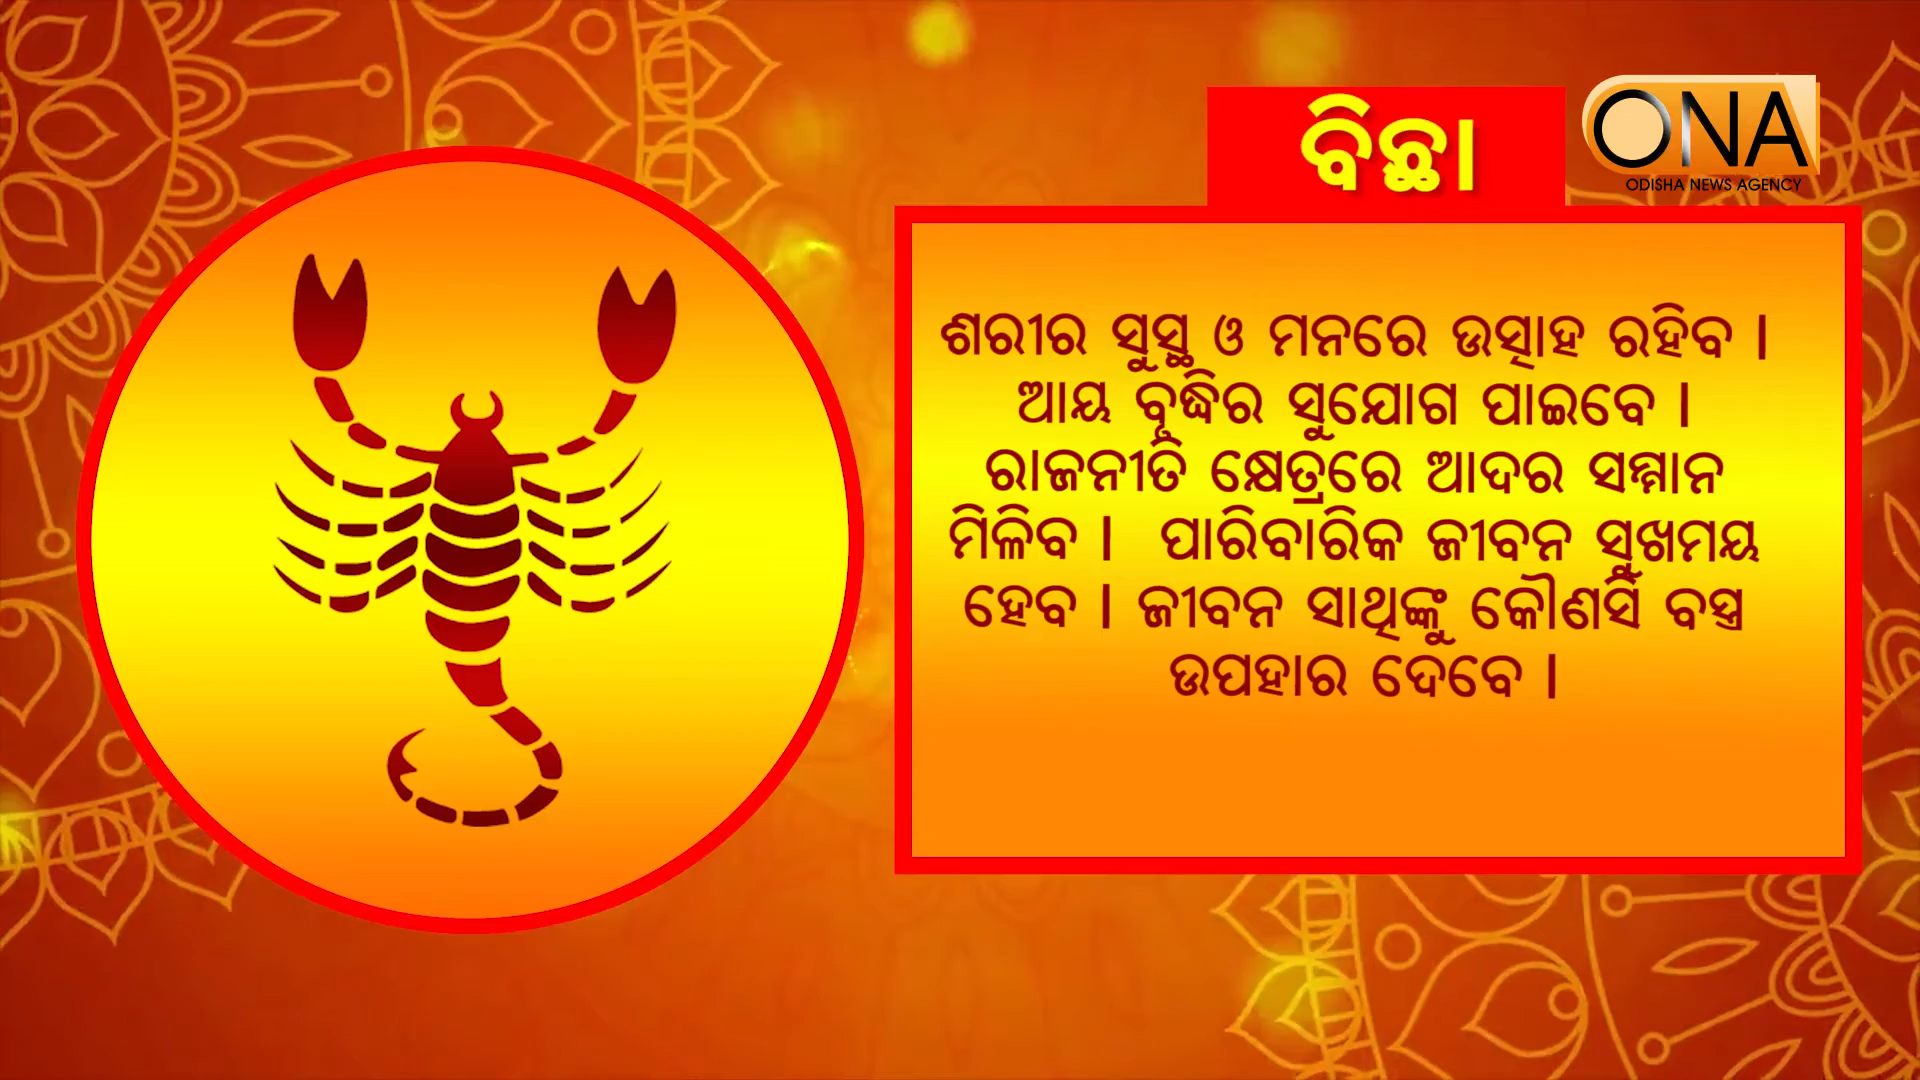 ବିଛା
ONA
ODISHA NEWS AGENCY
ଶରୀର ସୁସ୍ଥ ଓ ମନରେ ଉତ୍ସାହ ରହିବ ।
ଆୟ ବୃଦ୍ଧିର ସୁଯୋଗ ପାଇବେ ।
ରାଜନୀତି କ୍ଷେତ୍ରରେ ଆଦର ସମ୍ମାନ
ମିଳିବ । ପାରିବାରିକ ଜୀବନ ସୁଖମୟ
ହେବ । ଜୀବନ ସାଥିଙ୍କୁ କୌଣସି ବସ୍ତ୍ର
ଉପହାର ଦେବେ ।